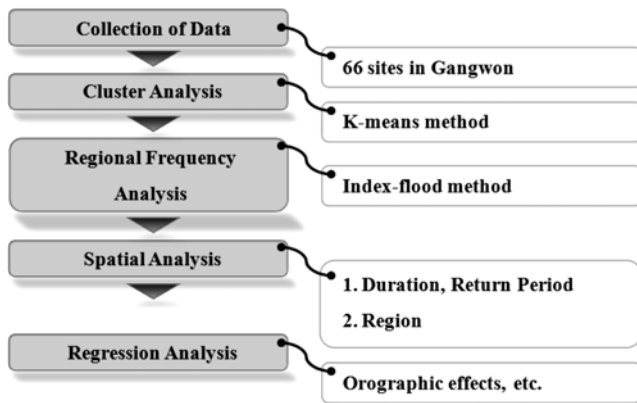 Collection of Data
66 sites in Gangwon
Cluster Analysis
K-means method
Regional Frequency
Analysis
Index-flood method
Spatial Analysis
1. Duration, Return Period
2. Region
Regression Analysis
Orographic effects, etc.